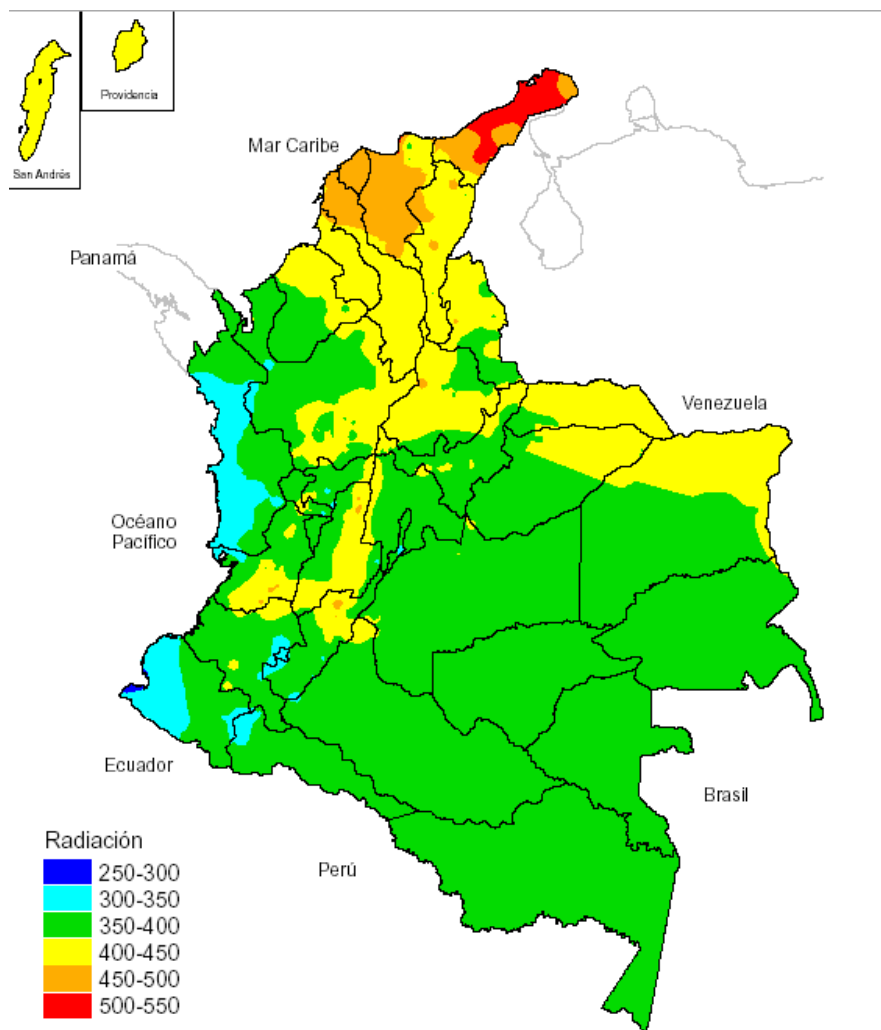 Providencia
San Andrés
Mar Caribe
Panamá
Venezuela
Océano
Pacífico
Ecuador
Brasil
Perú
Radiación
250-300
300-350
350-400
400-450
450-500
500-550